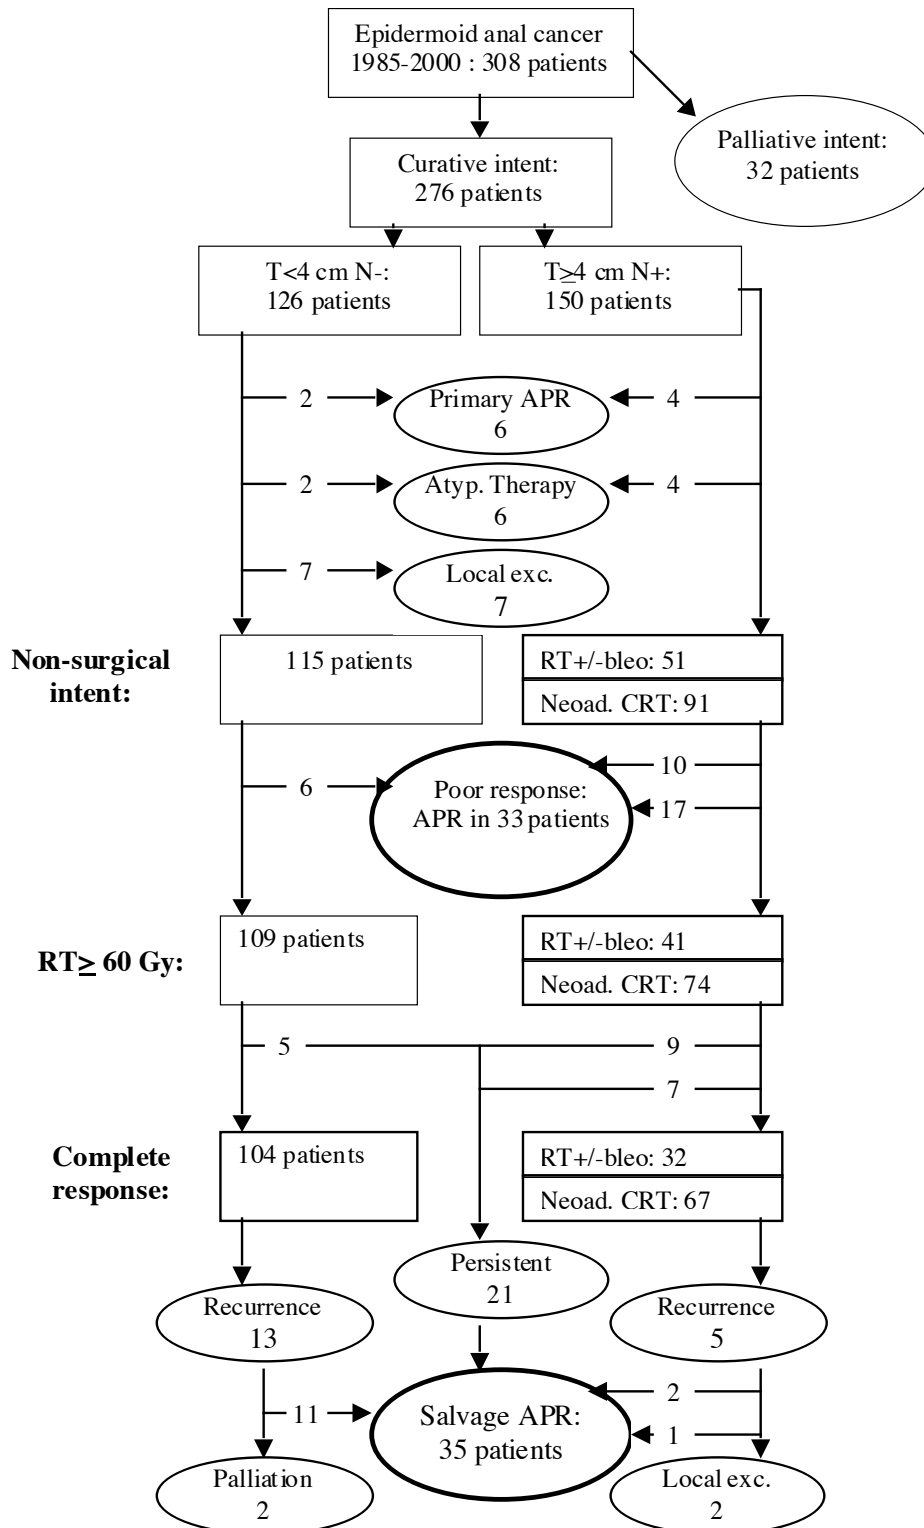 Epidermoid anal cancer
1985-2000 : 308 patients
Palliative intent:
32 patients
Curative intent:
276 patients
T<4 cm N-:
126 patients
T≥4 cm N+:
150 patients
2
Primary APR
6
4
2
Atyp. Therapy
6
4
7
Local exc.
7
Non-surgical
intent:
115 patients
RT+/-bleo: 51
Neoad. CRT: 91
6
Poor response:
APR in 33 patients
10
17
RT≥ 60 Gy:
109 patients
RT+/-bleo: 41
Neoad. CRT: 74
5
9
7
Complete
response:
104 patients
RT+/-bleo: 32
Neoad. CRT: 67
Persistent
21
Recurrence
13
Recurrence
5
11
Salvage APR:
35 patients
2
1
Palliation
2
Local exc.
2